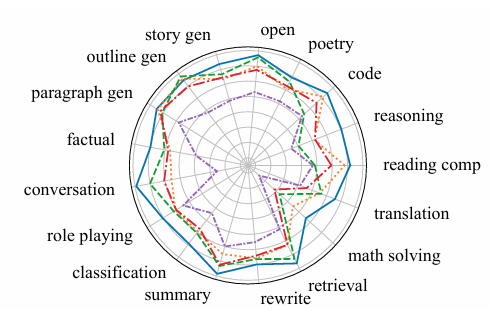 story gen
open
outline gen
poetry
paragraph gen
code
factual
reasoning
conversation
reading comp
role playing
translation
classification
math solving
summary
retrieval
rewrite